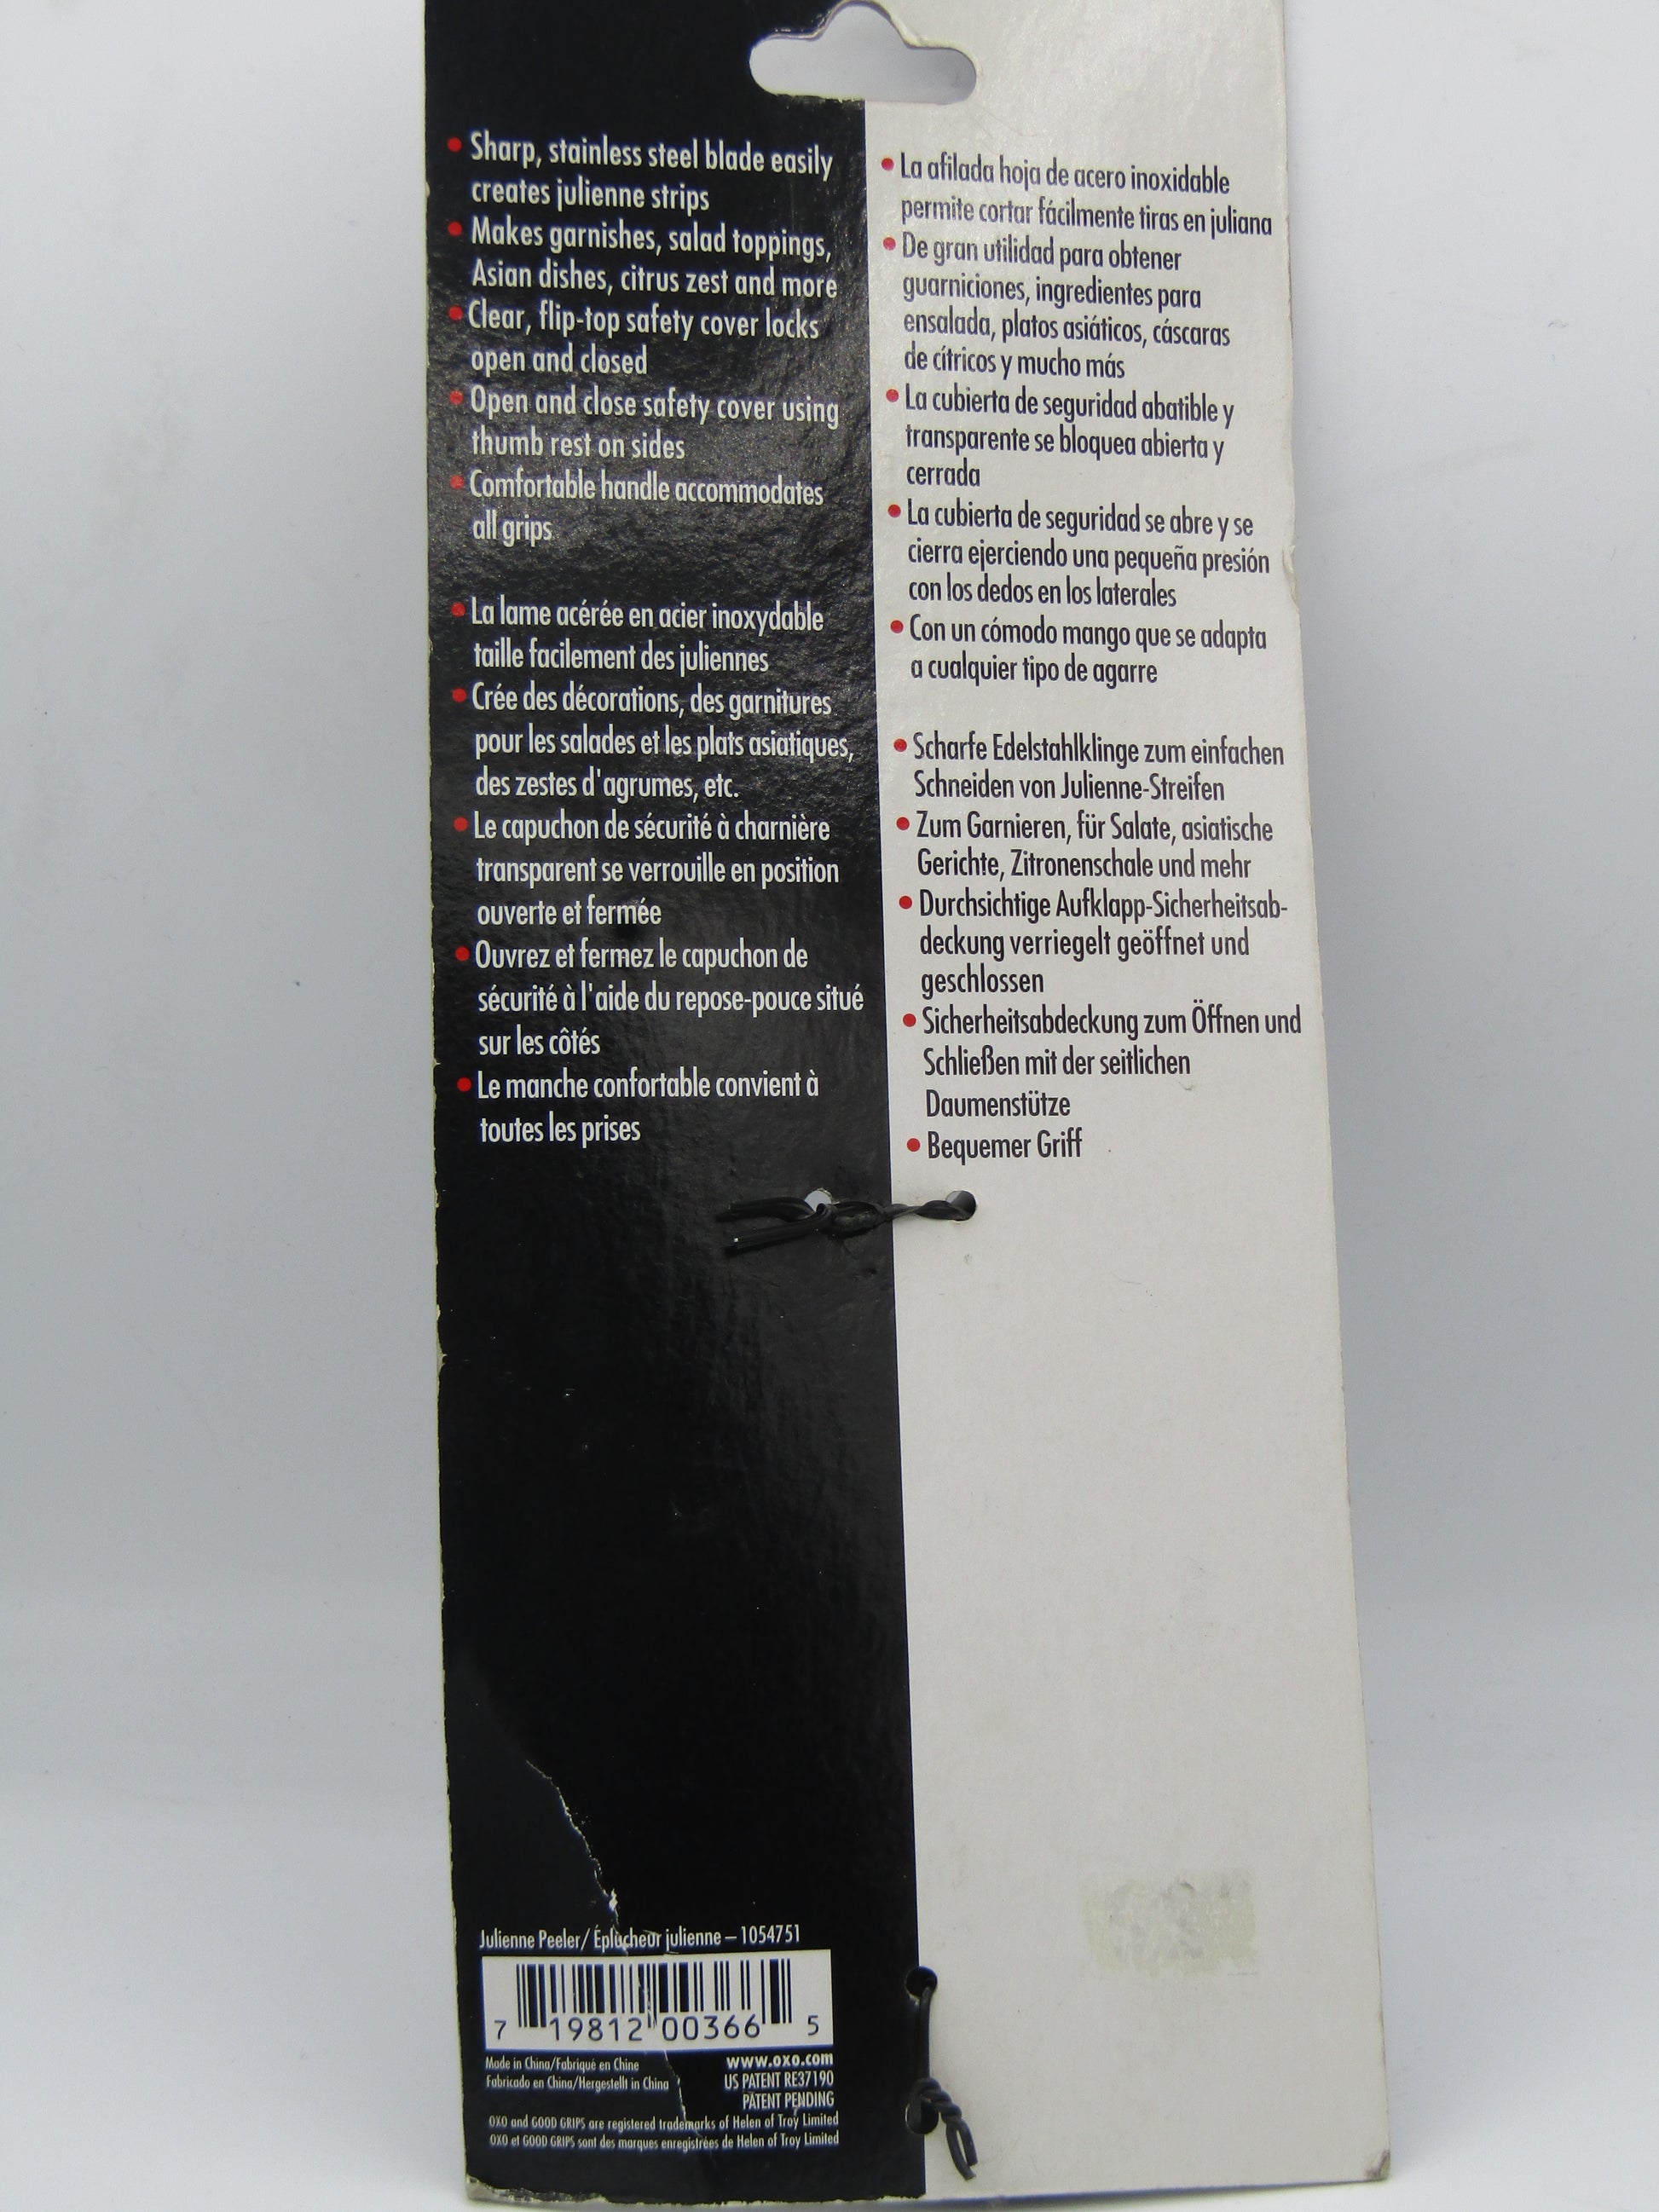 • Sharp, stainless steel blade easily
creates julienne strips
• Makes garnishes, salad toppings,
Asian dishes, citrus zest and more
• Clear, flip-top safety cover locks
open and closed
• Open and close safety cover using
thumb rest on sides
• Comfortable handle accommodates
all grips
• La lame acérée en acier inoxydable
taille facilement des juliennes
• Crée des décorations, des garnitures
pour les salades et les plats asiatiques,
des zestes d'agrumes, etc.
• Le capuchon de sécurité à charnière
transparent se verrouille en position
ouverte et fermée
• Ouvrez et fermez le capuchon de
sécurité à l'aide du repose-pouce situé
sur les côtés
• Le manche confortable convient à
toutes les prises
• La afilada hoja de acero inoxidable
permite cortar fácilmente tiras en juliana
• De gran utilidad para obtener
guarniciones, ingredientes para
ensalada, platos asiáticos, cáscaras
de cítricos y mucho más
• La cubierta de seguridad abatible y
transparente se bloquea abierta y
cerrada
• La cubierta de seguridad se abre y se
cierra ejerciendo una pequeña presión
con los dedos en los laterales
• Con un cómodo mango que se adapta
a cualquier tipo de agarre
• Scharfe Edelstahlklinge zum einfachen
Schneiden von Julienne-Streifen
• Zum Garnieren, für Salate, asiatische
Gerichte, Zitronenschale und mehr
• Durchsichtige Aufklapp-Sicherheitsab-
deckung verriegelt geöffnet und
geschlossen
• Sicherheitsabdeckung zum Öffnen und
Schließen mit der seitlichen
Daumenstütze
• Bequemer Griff
Julienne Peeler/ Éplucheur julienne – 1054751
7 19812 00366 5
Made in China/Fabriqué en Chine
Fabricado en China/Hergestellt in China
www.oxo.com
US PATENT RE37190
PATENT PENDING
OXO and GOOD GRIPS are registered trademarks of Helen of Troy Limited
OXO et GOOD GRIPS sont des marques enregistrées de Helen of Troy Limited